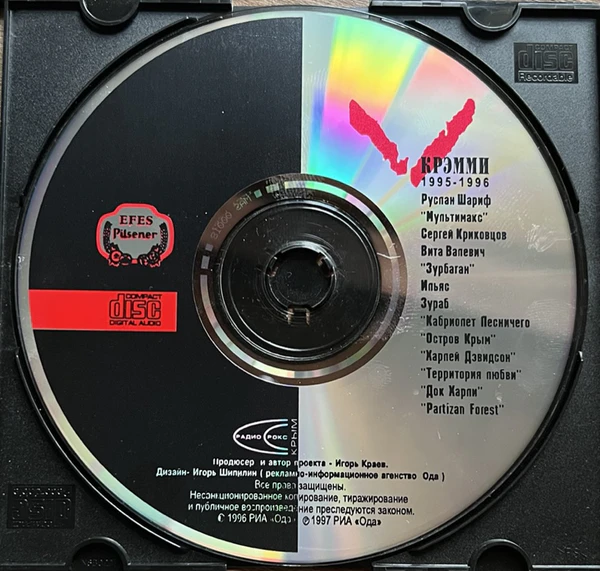 COMPACT
disc
Recordable
КРЭММИ
1995-1996
Руслан Шариф
"Мультимакс"
Сергей Криховцов
Вита Валевич
"Зурбаган"
Ильяс
Зураб
"Кабриолет Лесничего
"Остров Крым"
"Харлей Дэвидсон"
"Территория любви"
"Док Харли"
"Partizan Forest"
EFES
Pilsener
COMPACT
disc
DIGITAL AUDIO
РАДИО РОКС
КРЫМ
Продюсер и автор проекта - Игорь Краев.
Дизайн- Игорь Шипилин ( рекламно-информационное агенство Ода )
Все права защищены.
Несанкционированное копирование, тиражирование
и публичное воспроизведение преследуются законом.
© 1996 РИА «Ода» ℗1997 РИА «Ода»